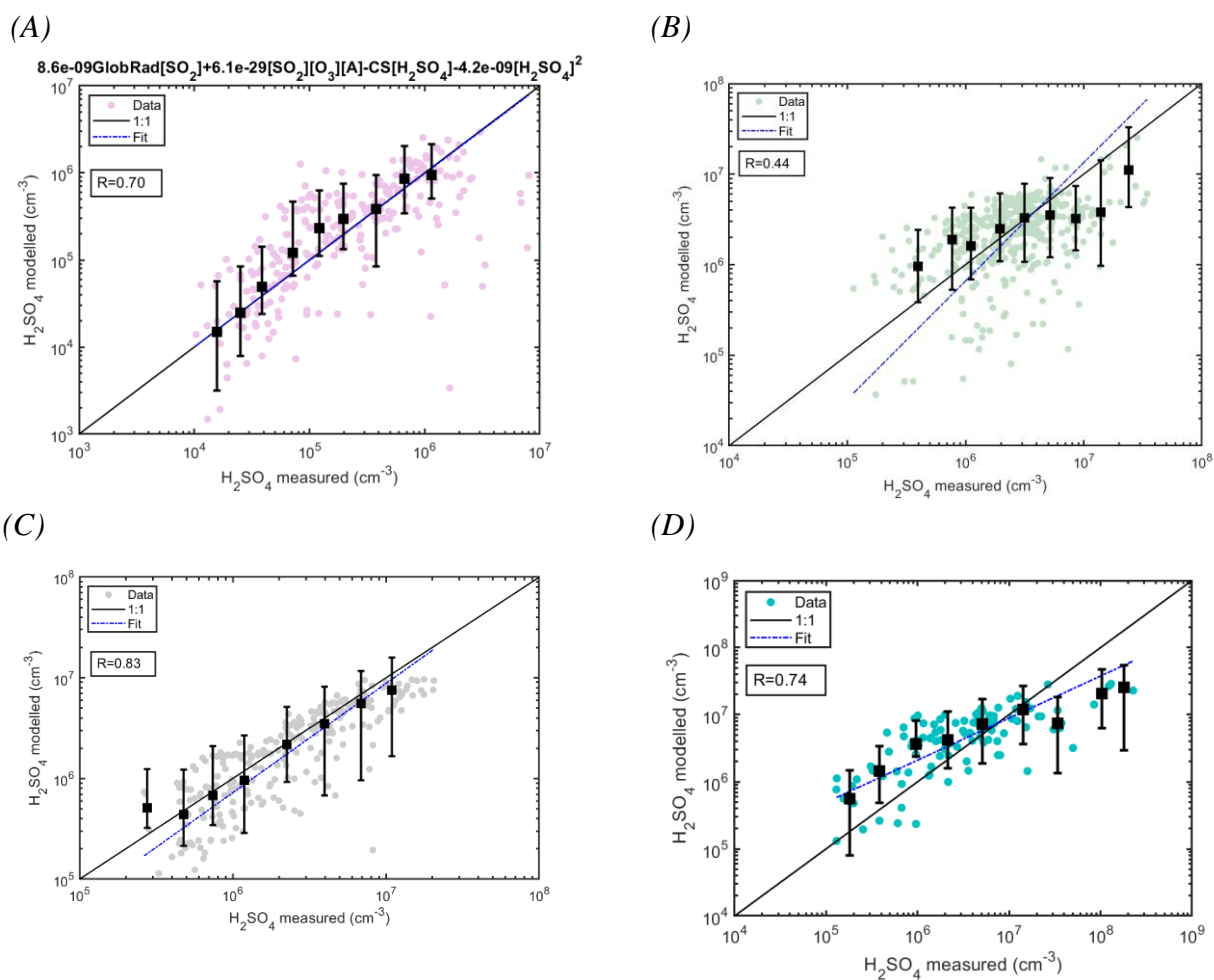 (A)
8.6e-09GlobRad[SO2]+6.1e-29[SO2][O3][A]-CS[H2SO4]-4.2e-09[H2SO4]^2
10^7
10^6
10^5
10^4
10^3
H2SO4 modelled (cm^-3)
Data
1:1
Fit
R=0.70
10^3 10^4 10^5 10^6 10^7
H2SO4 measured (cm^-3)
(B)
10^8
10^7
10^6
10^5
10^4
H2SO4 modelled (cm^-3)
Data
1:1
Fit
R=0.44
10^4 10^5 10^6 10^7 10^8
H2SO4 measured (cm^-3)
(C)
10^8
10^7
10^6
10^5
H2SO4 modelled (cm^-3)
Data
1:1
Fit
R=0.83
10^5 10^6 10^7 10^8
H2SO4 measured (cm^-3)
(D)
10^9
10^8
10^7
10^6
10^5
10^4
H2SO4 modelled (cm^-3)
Data
1:1
Fit
R=0.74
10^4 10^5 10^6 10^7 10^8 10^9
H2SO4 measured (cm^-3)